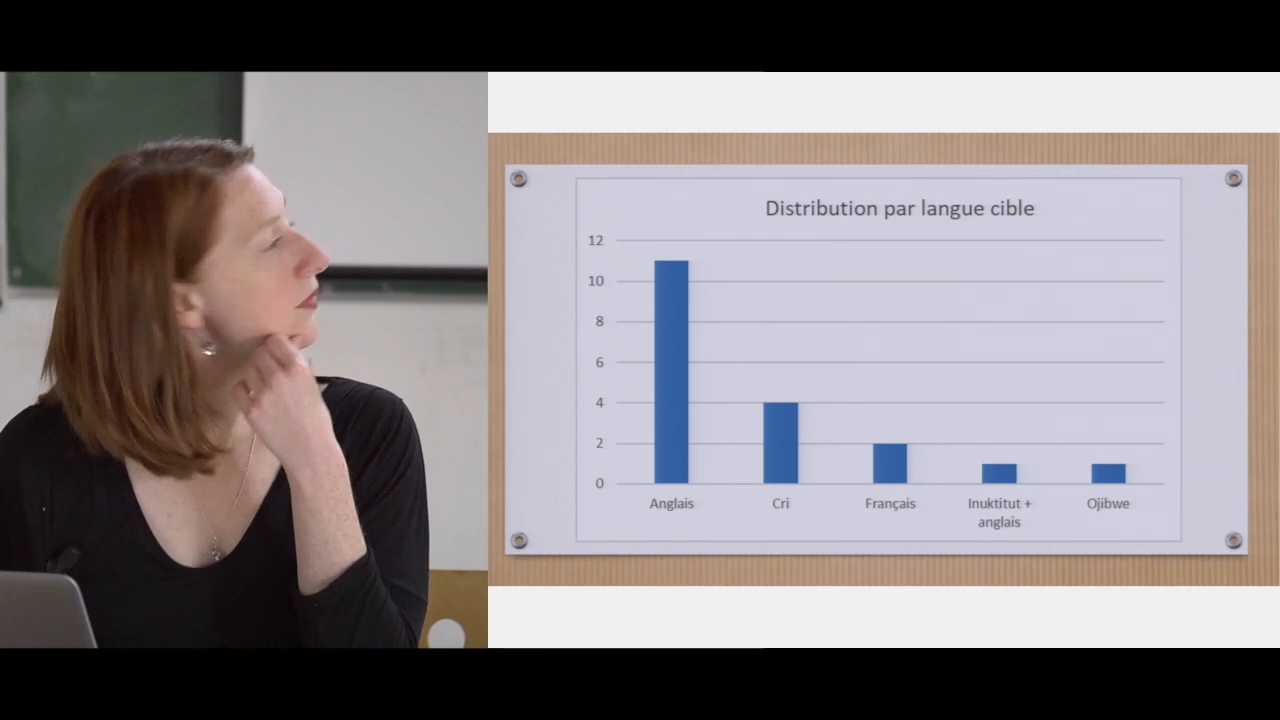 Distribution par langue cible
12
10
8
6
4
2
0
Anglais
Cri
Français
Inuktitut +
anglais
Ojibwe